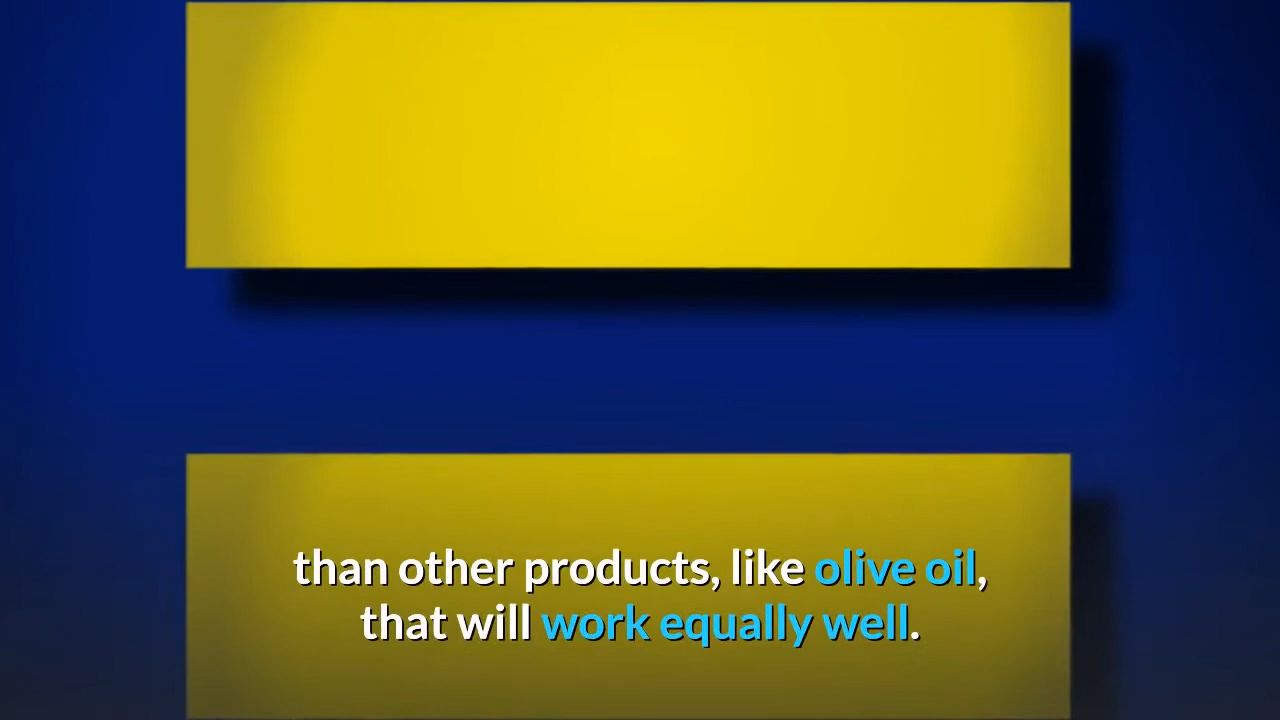 than other products, like olive oil,
that will work equally well.